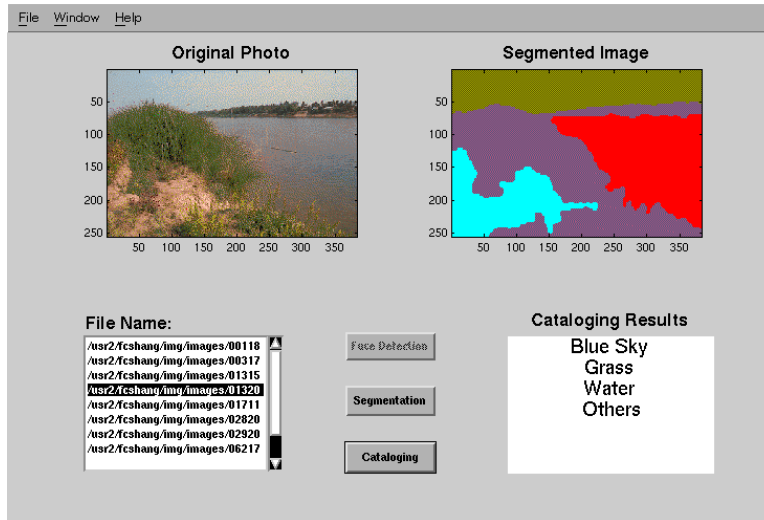 File Window Help
Original Photo
Segmented Image
50
100
150
200
250
50 100 150 200 250 300 350
50
100
150
200
250
50 100 150 200 250 300 350
File Name:
/usr2/fcshang/img/images/00118
/usr2/fcshang/img/images/00317
/usr2/fcshang/img/images/01315
/usr2/fcshang/img/images/01320
/usr2/fcshang/img/images/01711
/usr2/fcshang/img/images/02820
/usr2/fcshang/img/images/02920
/usr2/fcshang/img/images/06217
Face Detection
Segmentation
Cataloging
Cataloging Results
Blue Sky
Grass
Water
Others